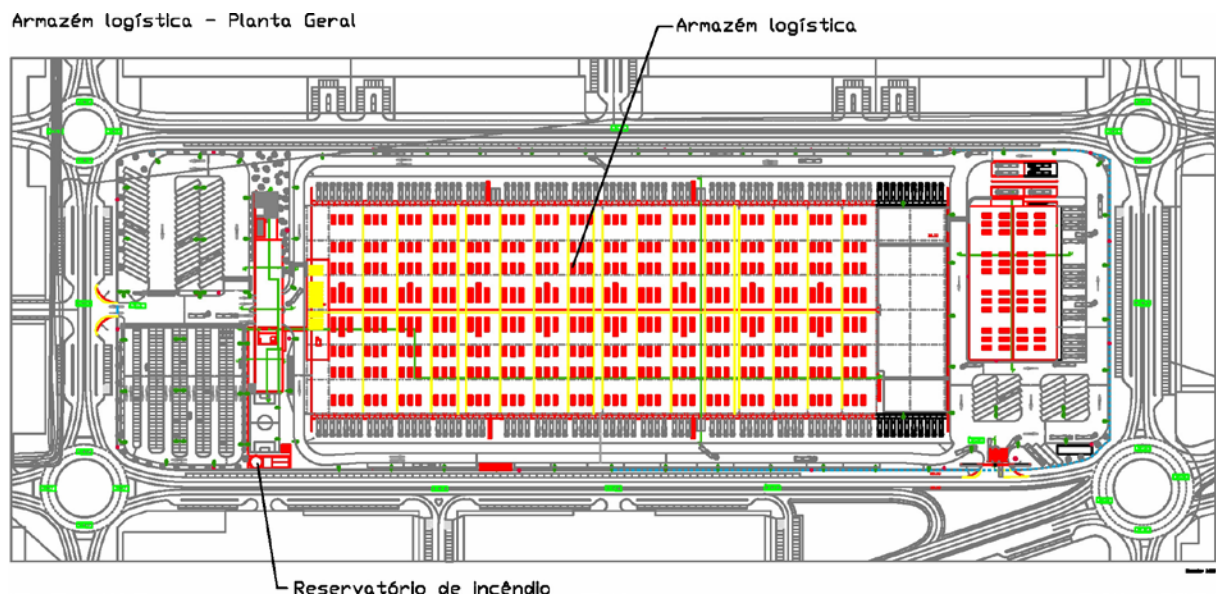 Armazém logística - Planta Geral
Armazém logística
Reservatório de incêndio